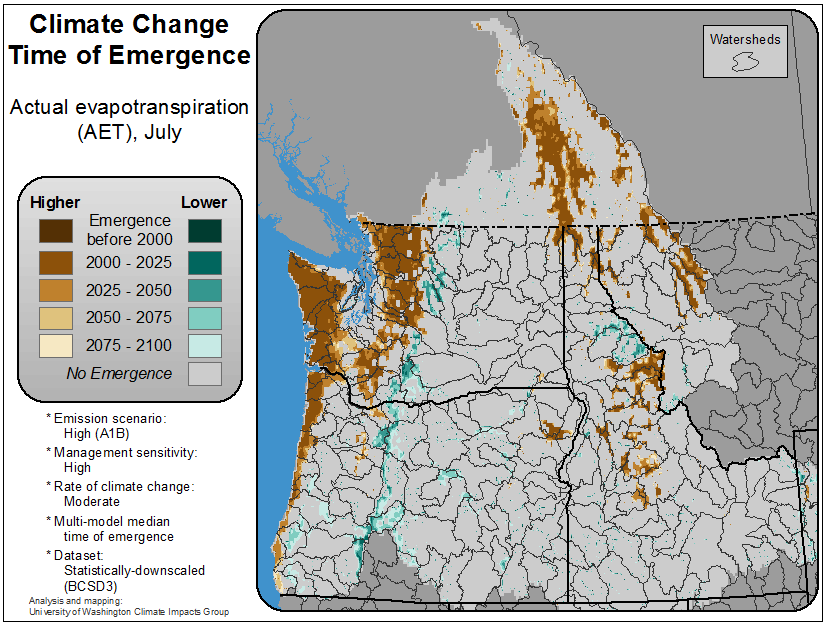 Climate Change
Time of Emergence
Actual evapotranspiration
(AET), July
Higher
Lower
Emergence
before 2000
2000 - 2025
2025 - 2050
2050 - 2075
2075 - 2100
No Emergence
* Emission scenario:
High (A1B)
* Management sensitivity:
High
* Rate of climate change:
Moderate
* Multi-model median
time of emergence
* Dataset:
Statistically-downscaled
(BCSD3)
Analysis and mapping:
University of Washington Climate Impacts Group
Watersheds